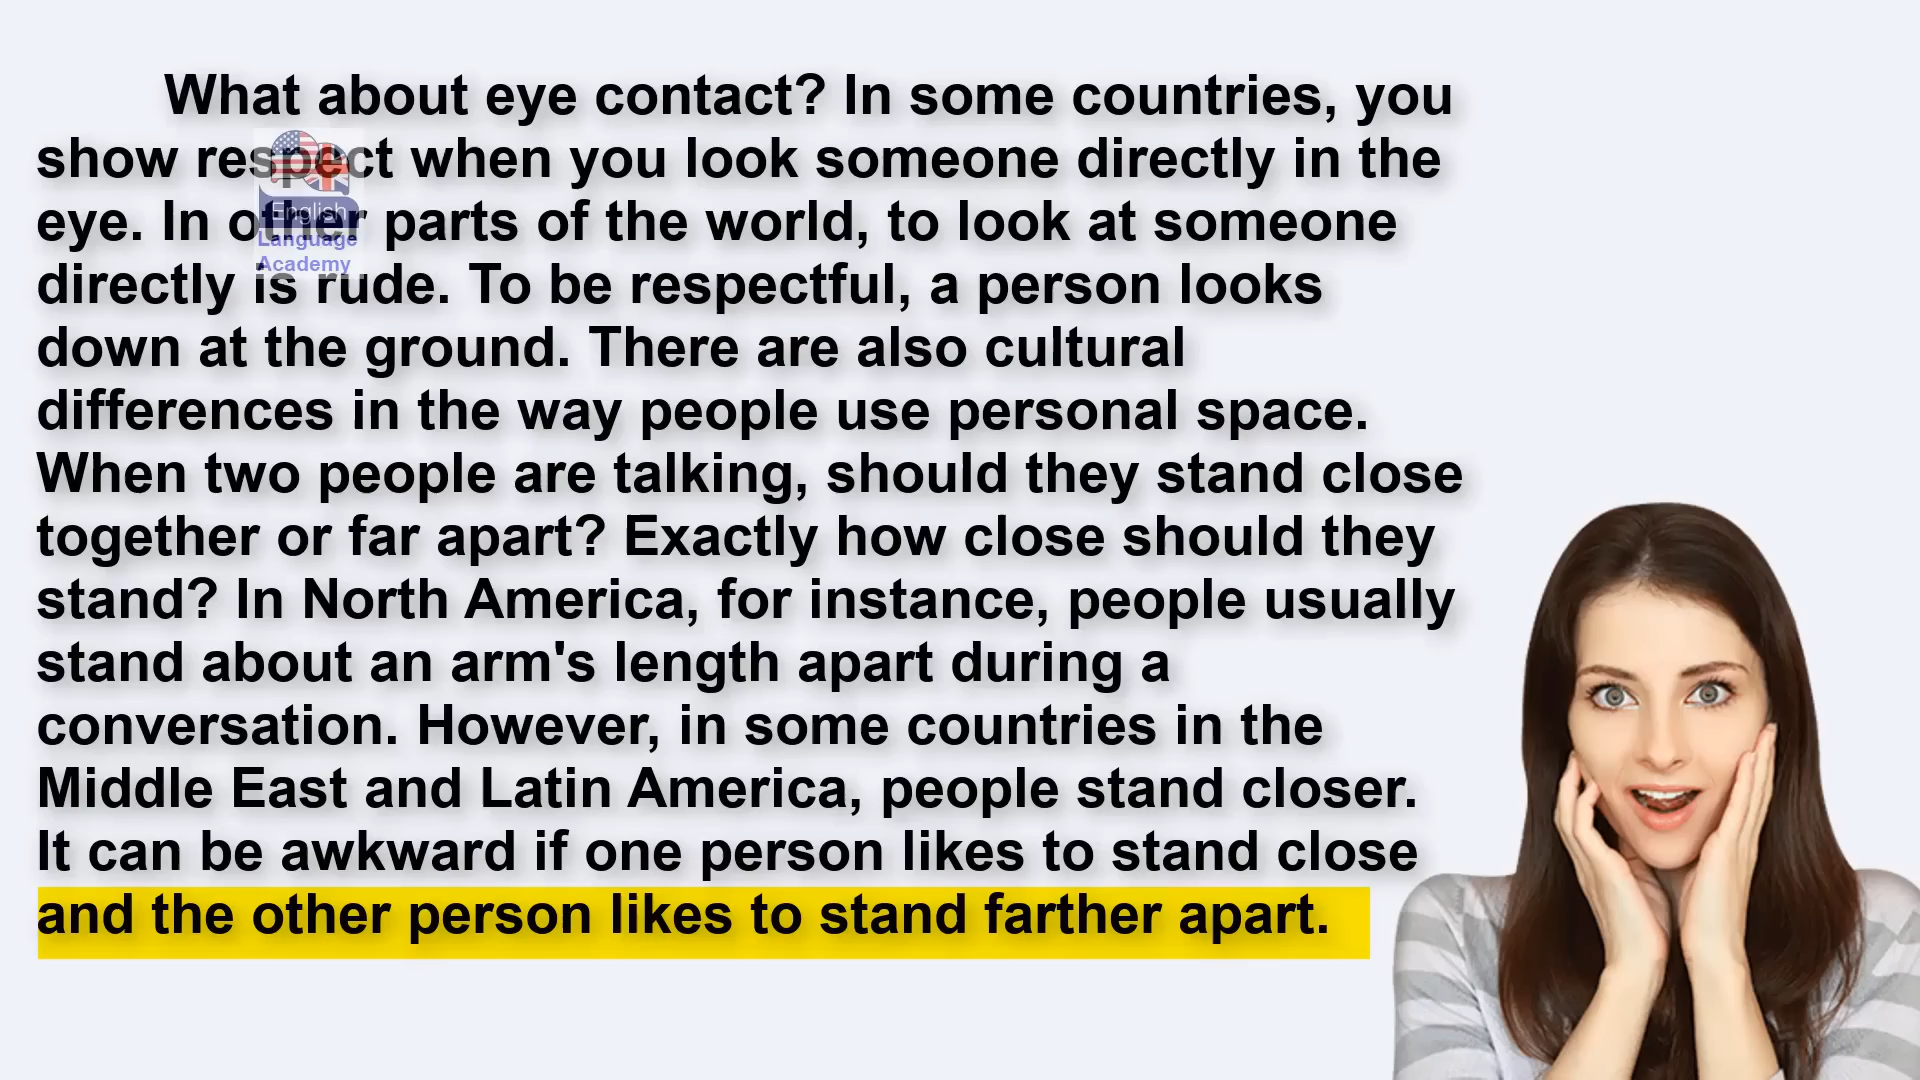 What about eye contact? In some countries, you
show respect when you look someone directly in the
eye. In other parts of the world, to look at someone
directly is rude. To be respectful, a person looks
down at the ground. There are also cultural
differences in the way people use personal space.
When two people are talking, should they stand close
together or far apart? Exactly how close should they
stand? In North America, for instance, people usually
stand about an arm's length apart during a
conversation. However, in some countries in the
Middle East and Latin America, people stand closer.
It can be awkward if one person likes to stand close
and the other person likes to stand farther apart.
English
Language
Academy